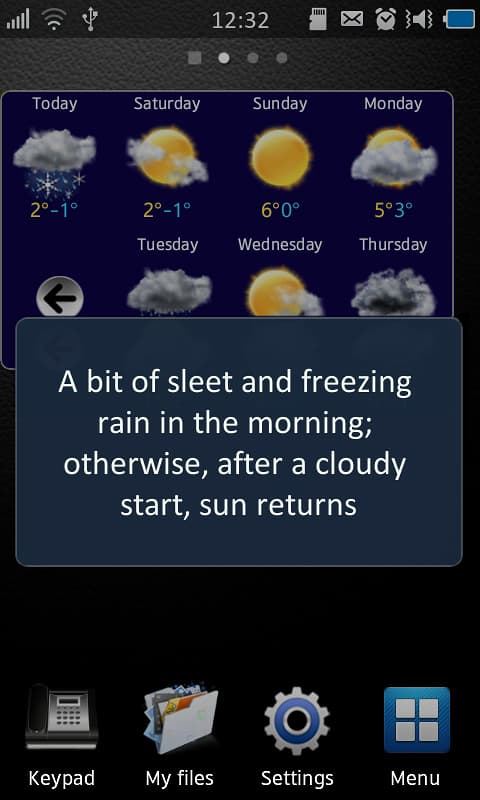 12:32
Today Saturday Sunday Monday
2°-1° 2°-1° 6°0° 5°3°
Tuesday Wednesday Thursday
A bit of sleet and freezing
rain in the morning;
otherwise, after a cloudy
start, sun returns
Keypad My files Settings Menu